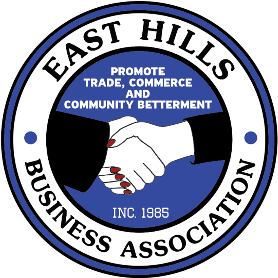 EAST HILLS
PROMOTE
TRADE, COMMERCE
AND
COMMUNITY BETTERMENT
INC. 1985
BUSINESS ASSOCIATION